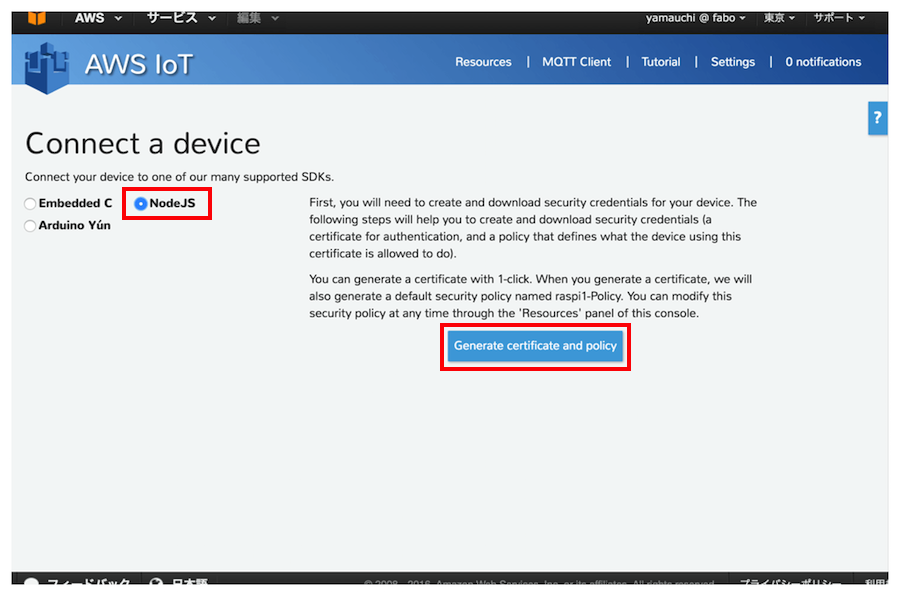 AWS サービス 編集 yamauchi @ fabo 東京 サポート
AWS IoT Resources | MQTT Client | Tutorial | Settings | 0 notifications
?
Connect a device
Connect your device to one of our many supported SDKs.
Embedded C NodeJS
Arduino Yún
First, you will need to create and download security credentials for your device. The
following steps will help you to create and download security credentials (a
certificate for authentication, and a policy that defines what the device using this
certificate is allowed to do).
You can generate a certificate with 1-click. When you generate a certificate, we will
also generate a default security policy named raspi1-Policy. You can modify this
security policy at any time through the 'Resources' panel of this console.
Generate certificate and policy
フィードバック 日本語 © 2008 - 2016, Amazon Web Services, Inc. or its affiliates. All rights reserved. プライバシーポリシー 利用